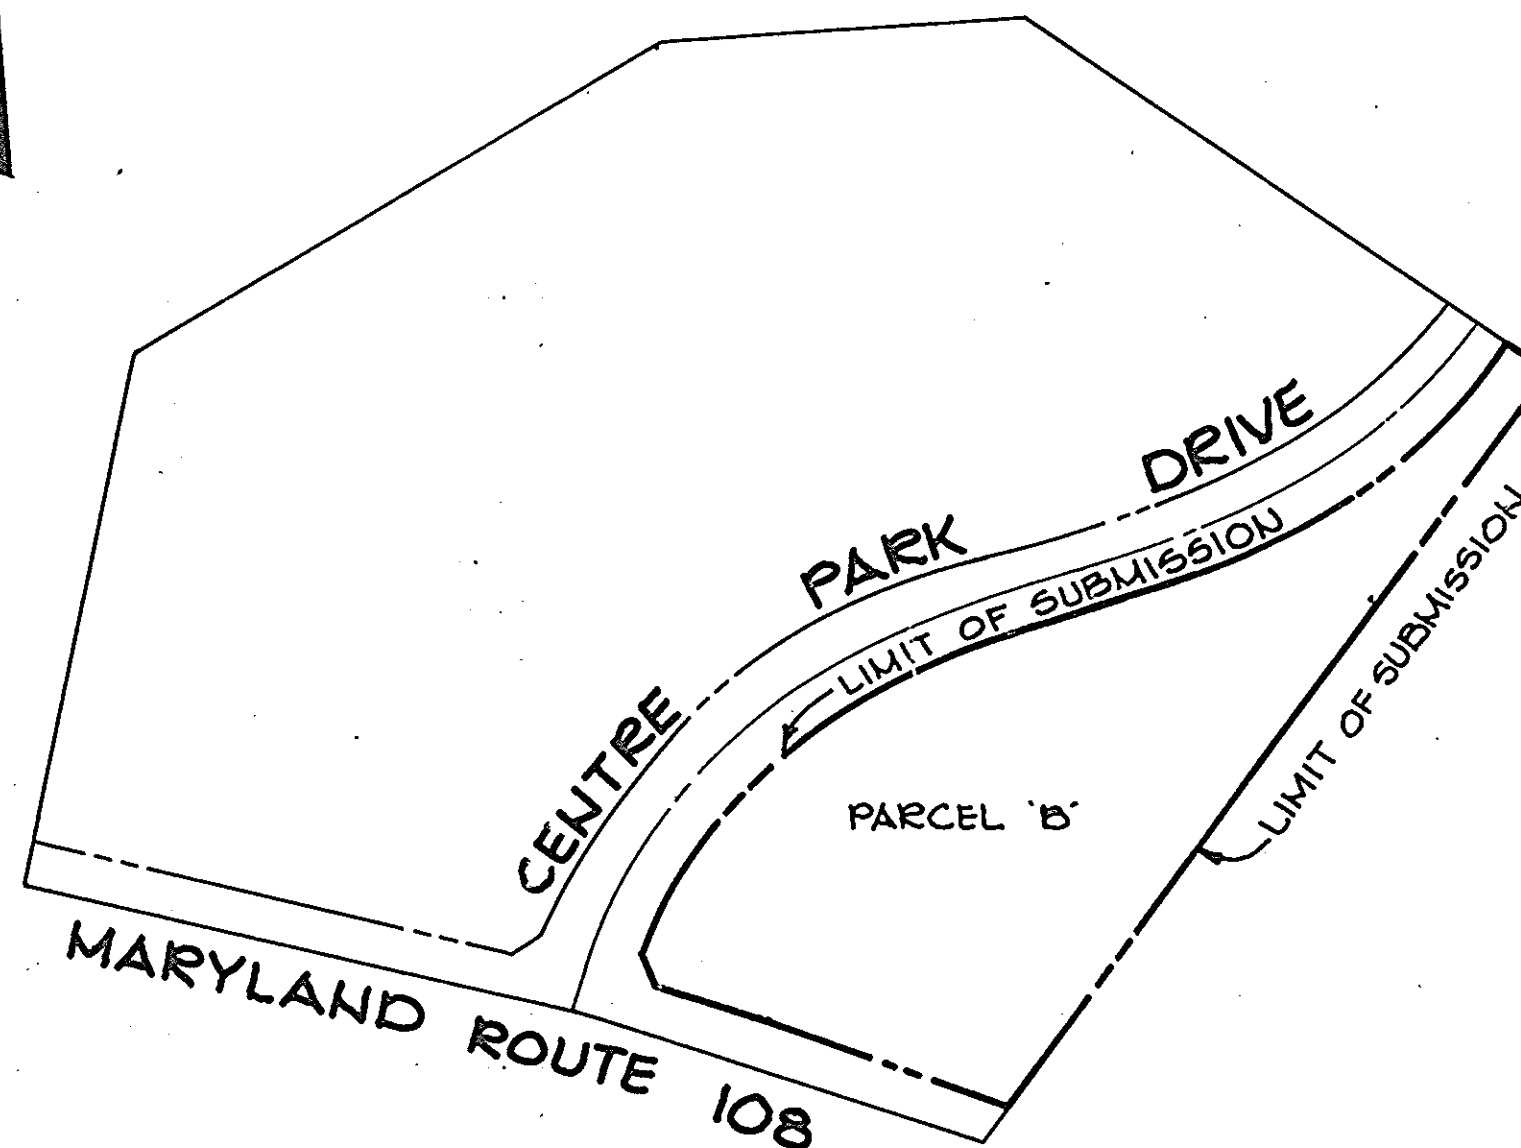 CENTRE PARK DRIVE
LIMIT OF SUBMISSION
PARCEL 'B'
LIMIT OF SUBMISSION
MARYLAND ROUTE 108